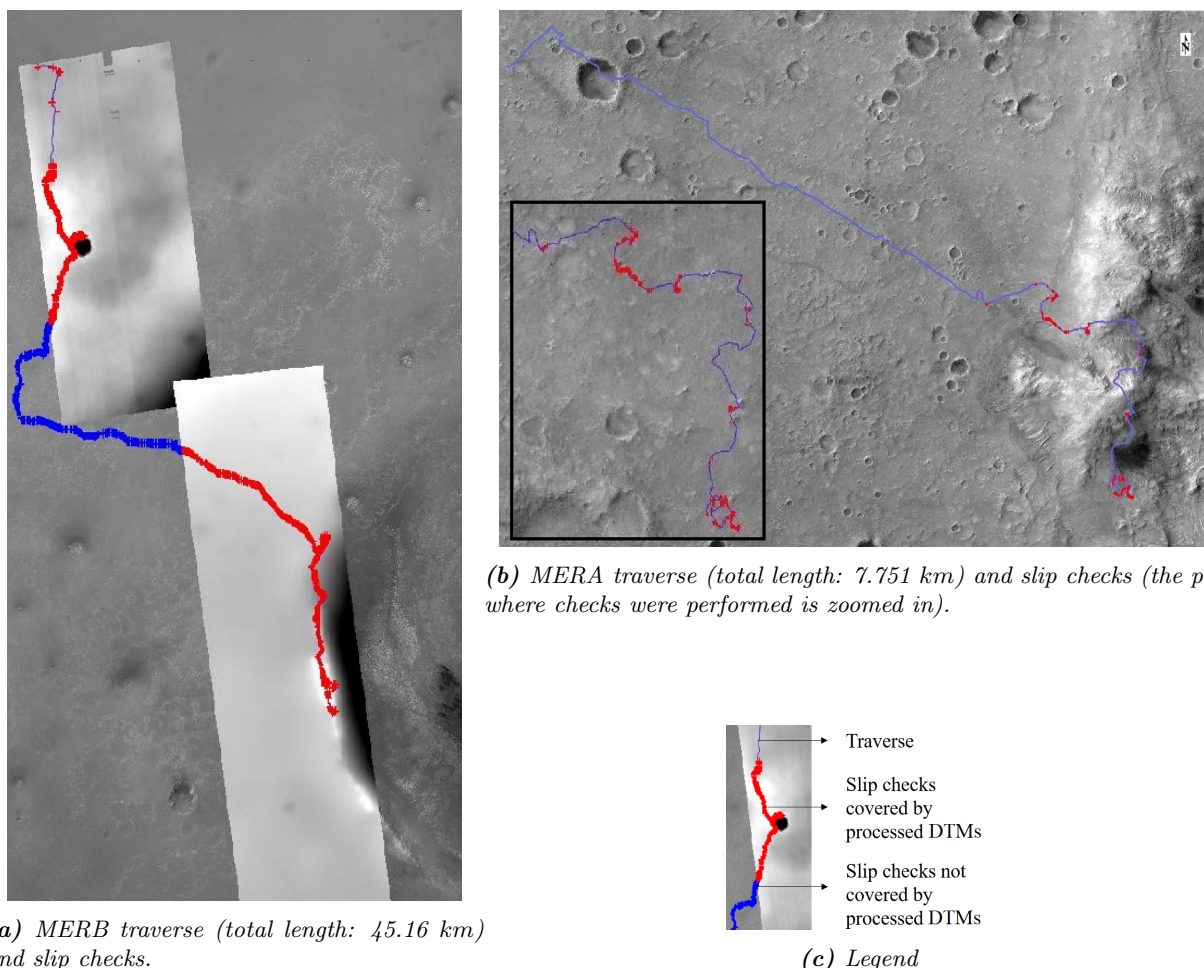 N
(b) MERA traverse (total length: 7.751 km) and slip checks (the p
where checks were performed is zoomed in).
Traverse
Slip checks
covered by
processed DTMs
Slip checks not
covered by
processed DTMs
a) MERB traverse (total length: 45.16 km)
nd slip checks.
(c) Legend